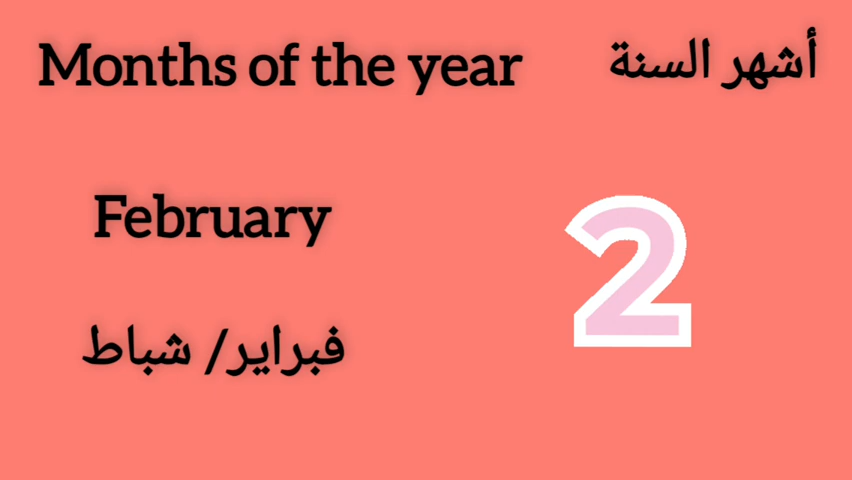 Months of the year
أشهر السنة
February
2
فبراير/ شباط